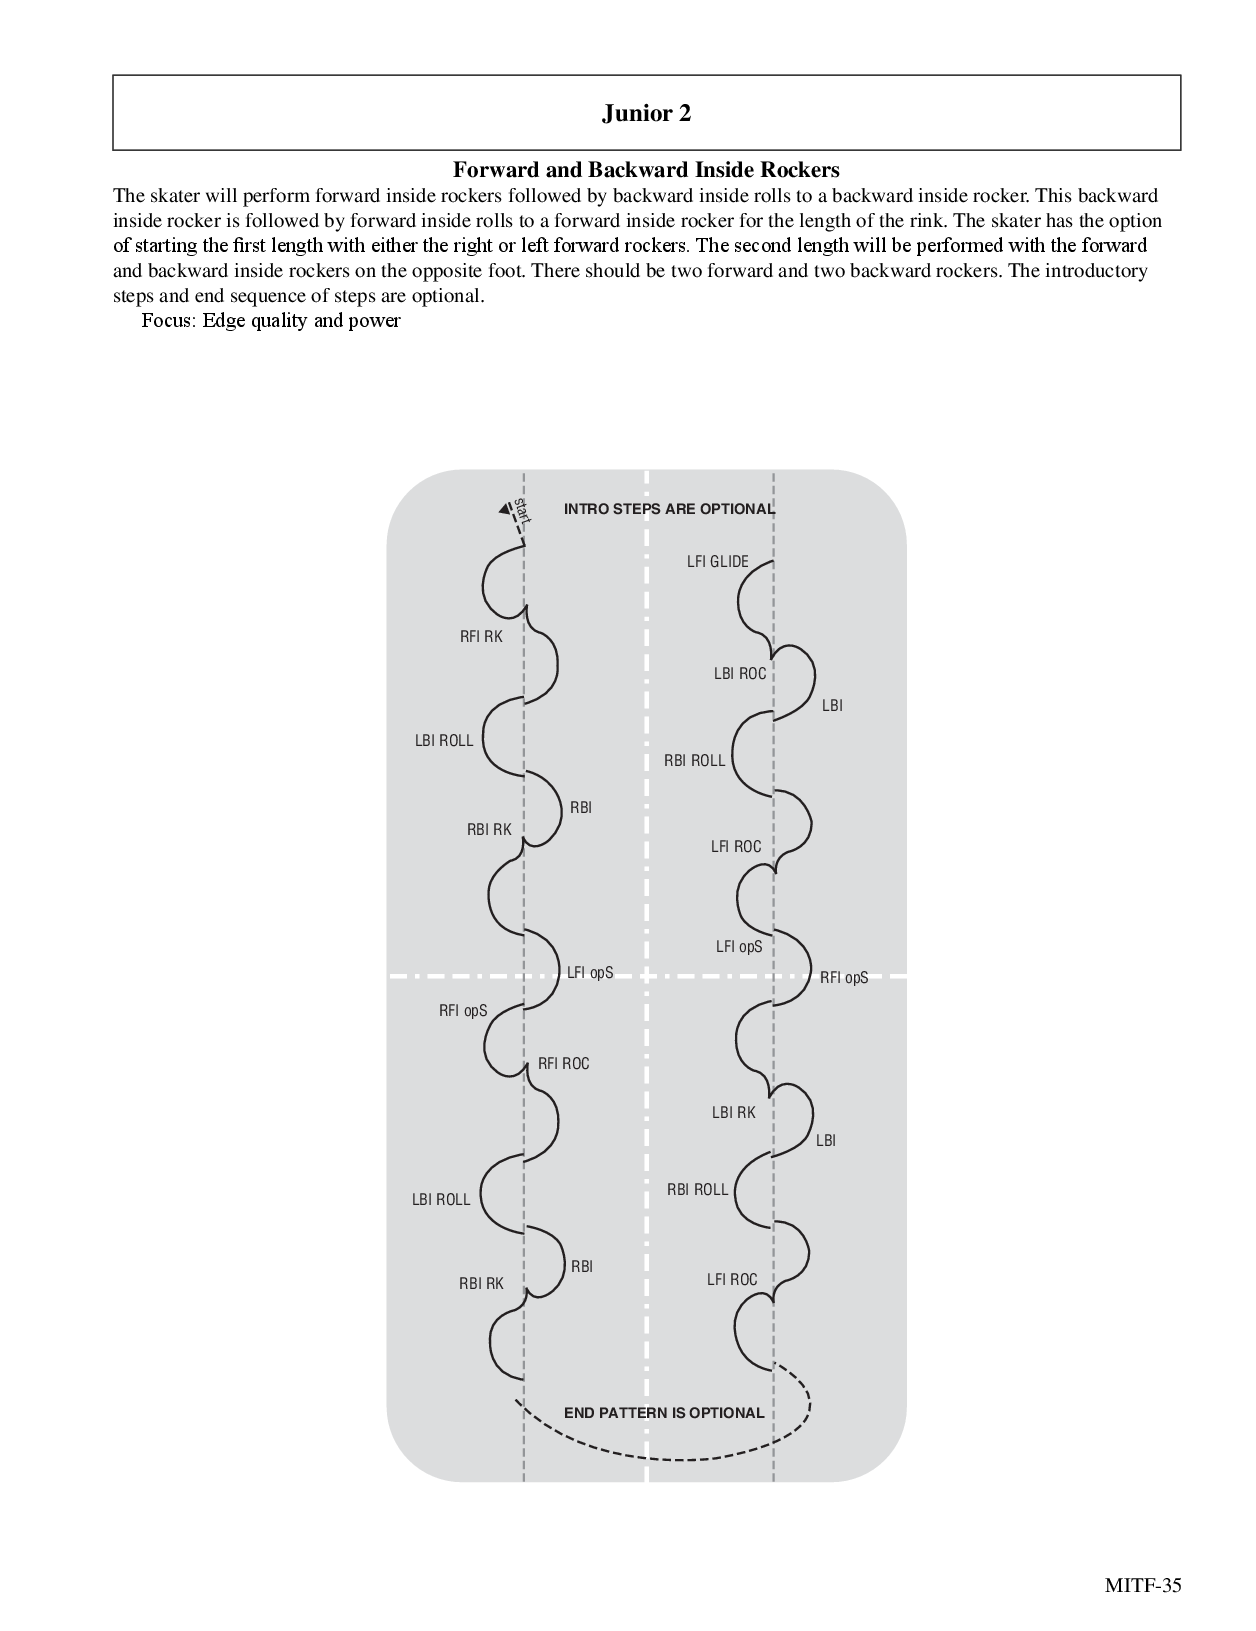 Junior 2
Forward and Backward Inside Rockers
The skater will perform forward inside rockers followed by backward inside rolls to a backward inside rocker. This backward
inside rocker is followed by forward inside rolls to a forward inside rocker for the length of the rink. The skater has the option
of starting the first length with either the right or left forward rockers. The second length will be performed with the forward
and backward inside rockers on the opposite foot. There should be two forward and two backward rockers. The introductory
steps and end sequence of steps are optional.
Focus: Edge quality and power
start
INTRO STEPS ARE OPTIONAL
RFI RK
LBI ROLL
RBI
RBI RK
LFI opS
RFI opS
RFI ROC
LBI ROLL
RBI
RBI RK
LFI GLIDE
LBI ROC
LBI
RBI ROLL
LFI ROC
LFI opS
RFI opS
LBI RK
LBI
RBI ROLL
LFI ROC
END PATTERN IS OPTIONAL
MITF-35